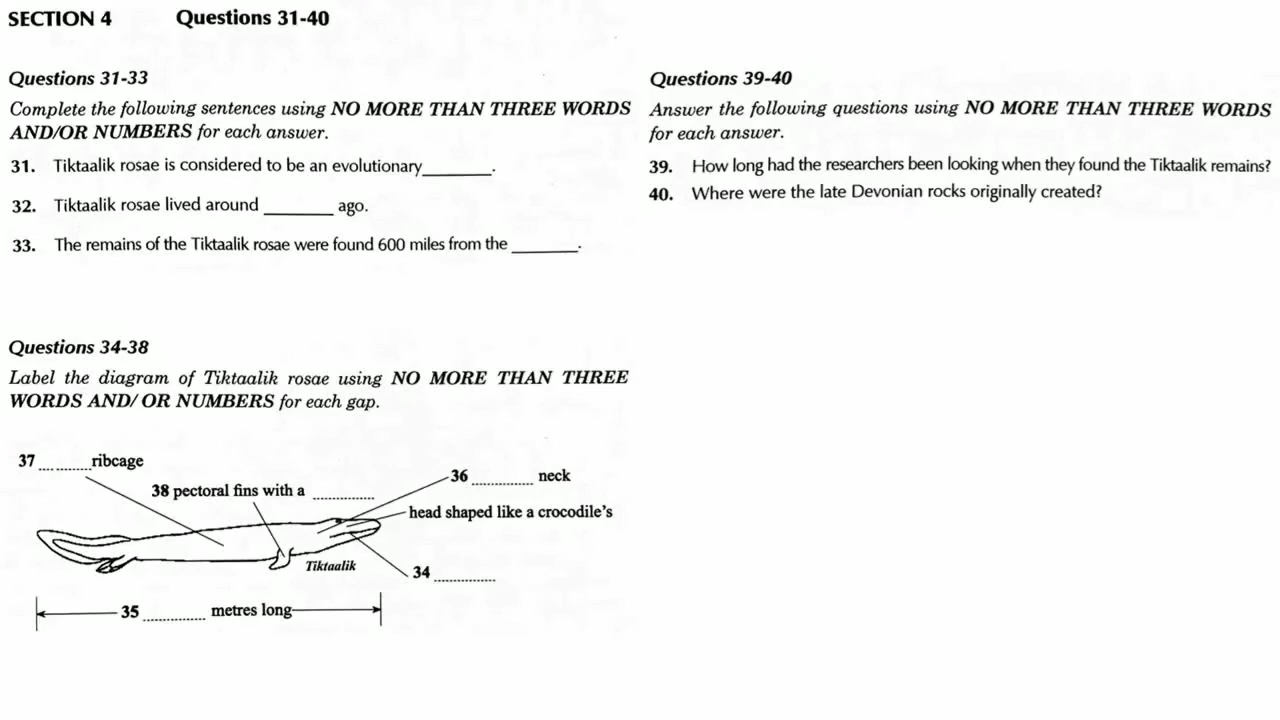 SECTION 4 Questions 31-40
Questions 31-33
Complete the following sentences using NO MORE THAN THREE WORDS
AND/OR NUMBERS for each answer.
31. Tiktaalik rosae is considered to be an evolutionary________.
32. Tiktaalik rosae lived around ________ ago.
33. The remains of the Tiktaalik rosae were found 600 miles from the ________.
Questions 34-38
Label the diagram of Tiktaalik rosae using NO MORE THAN THREE
WORDS AND/ OR NUMBERS for each gap.
37 .............. ribcage
38 pectoral fins with a ..............
36 .............. neck
head shaped like a crocodile's
Tiktaalik
34 ..............
35 .............. metres long
Questions 39-40
Answer the following questions using NO MORE THAN THREE WORDS
for each answer.
39. How long had the researchers been looking when they found the Tiktaalik remains?
40. Where were the late Devonian rocks originally created?